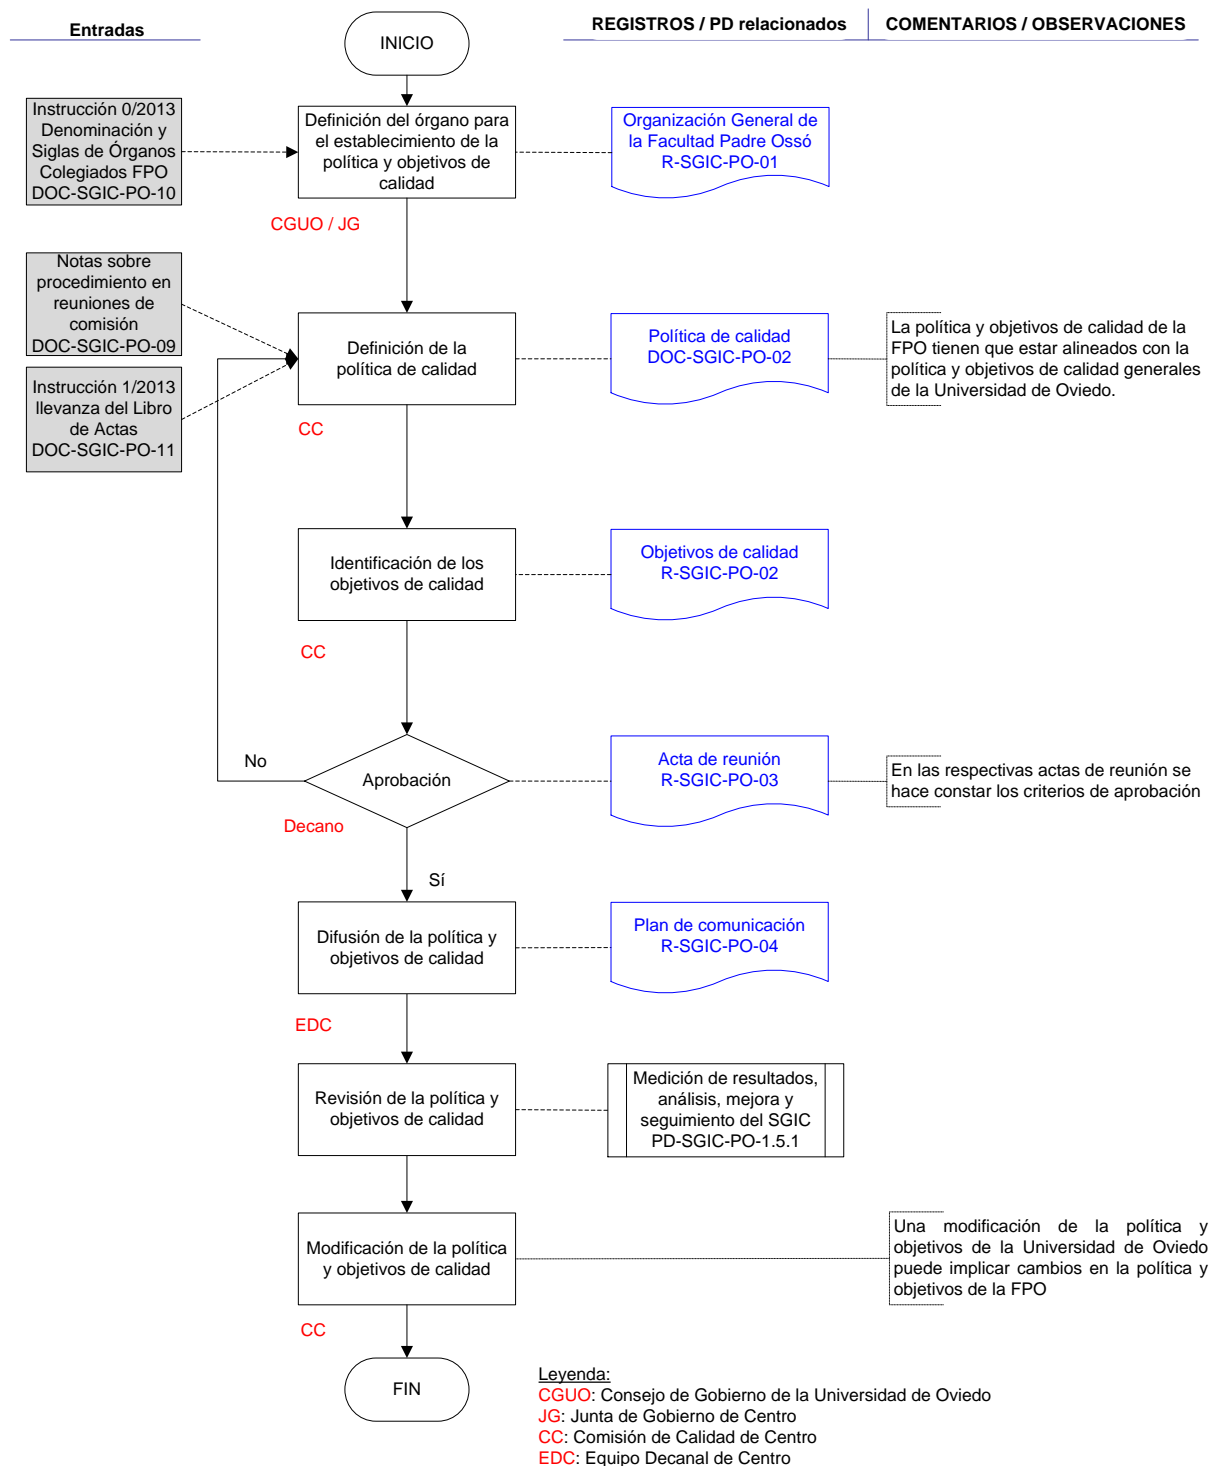 Entradas
REGISTROS / PD relacionados
COMENTARIOS / OBSERVACIONES
INICIO
Instrucción 0/2013
Denominación y
Siglas de Órganos
Colegiados FPO
DOC-SGIC-PO-10
Definición del órgano para
el establecimiento de la
política y objetivos de
calidad
Organización General de
la Facultad Padre Ossó
R-SGIC-PO-01
CGUO / JG
Notas sobre
procedimiento en
reuniones de
comisión
DOC-SGIC-PO-09
Instrucción 1/2013
llevanza del Libro
de Actas
DOC-SGIC-PO-11
Definición de la
política de calidad
Política de calidad
DOC-SGIC-PO-02
La política y objetivos de calidad de la
FPO tienen que estar alineados con la
política y objetivos de calidad generales
de la Universidad de Oviedo.
CC
Identificación de los
objetivos de calidad
Objetivos de calidad
R-SGIC-PO-02
CC
No
Aprobación
Acta de reunión
R-SGIC-PO-03
En las respectivas actas de reunión se
hace constar los criterios de aprobación
Decano
Sí
Difusión de la política y
objetivos de calidad
Plan de comunicación
R-SGIC-PO-04
EDC
Revisión de la política y
objetivos de calidad
Medición de resultados,
análisis, mejora y
seguimiento del SGIC
PD-SGIC-PO-1.5.1
Modificación de la política
y objetivos de calidad
Una modificación de la política y
objetivos de la Universidad de Oviedo
puede implicar cambios en la política y
objetivos de la FPO
CC
FIN
Leyenda:
CGUO: Consejo de Gobierno de la Universidad de Oviedo
JG: Junta de Gobierno de Centro
CC: Comisión de Calidad de Centro
EDC: Equipo Decanal de Centro